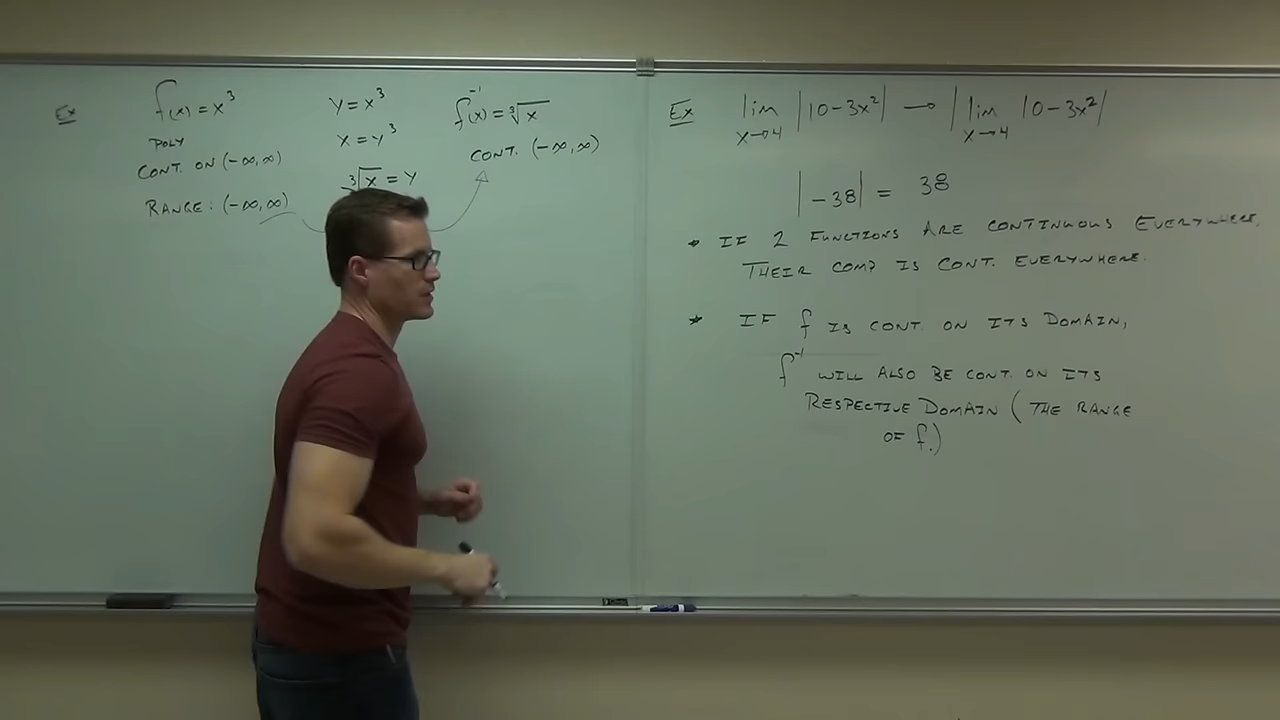 Ex
f(x) = x³
POLY
CONT. ON (-∞, ∞)
RANGE: (-∞, ∞)
y = x³
x = y³
∛x = y
f⁻¹(x) = ∛x
CONT. (-∞, ∞)
Ex lim x→4 |10-3x²| → |lim x→4 10-3x²|
|-38| = 38
* IF 2 FUNCTIONS ARE CONTINUOUS EVERYWHERE,
THEIR COMP IS CONT. EVERYWHERE.
* IF f IS CONT. ON ITS DOMAIN,
f⁻¹ WILL ALSO BE CONT. ON ITS
RESPECTIVE DOMAIN (THE RANGE
OF f.)